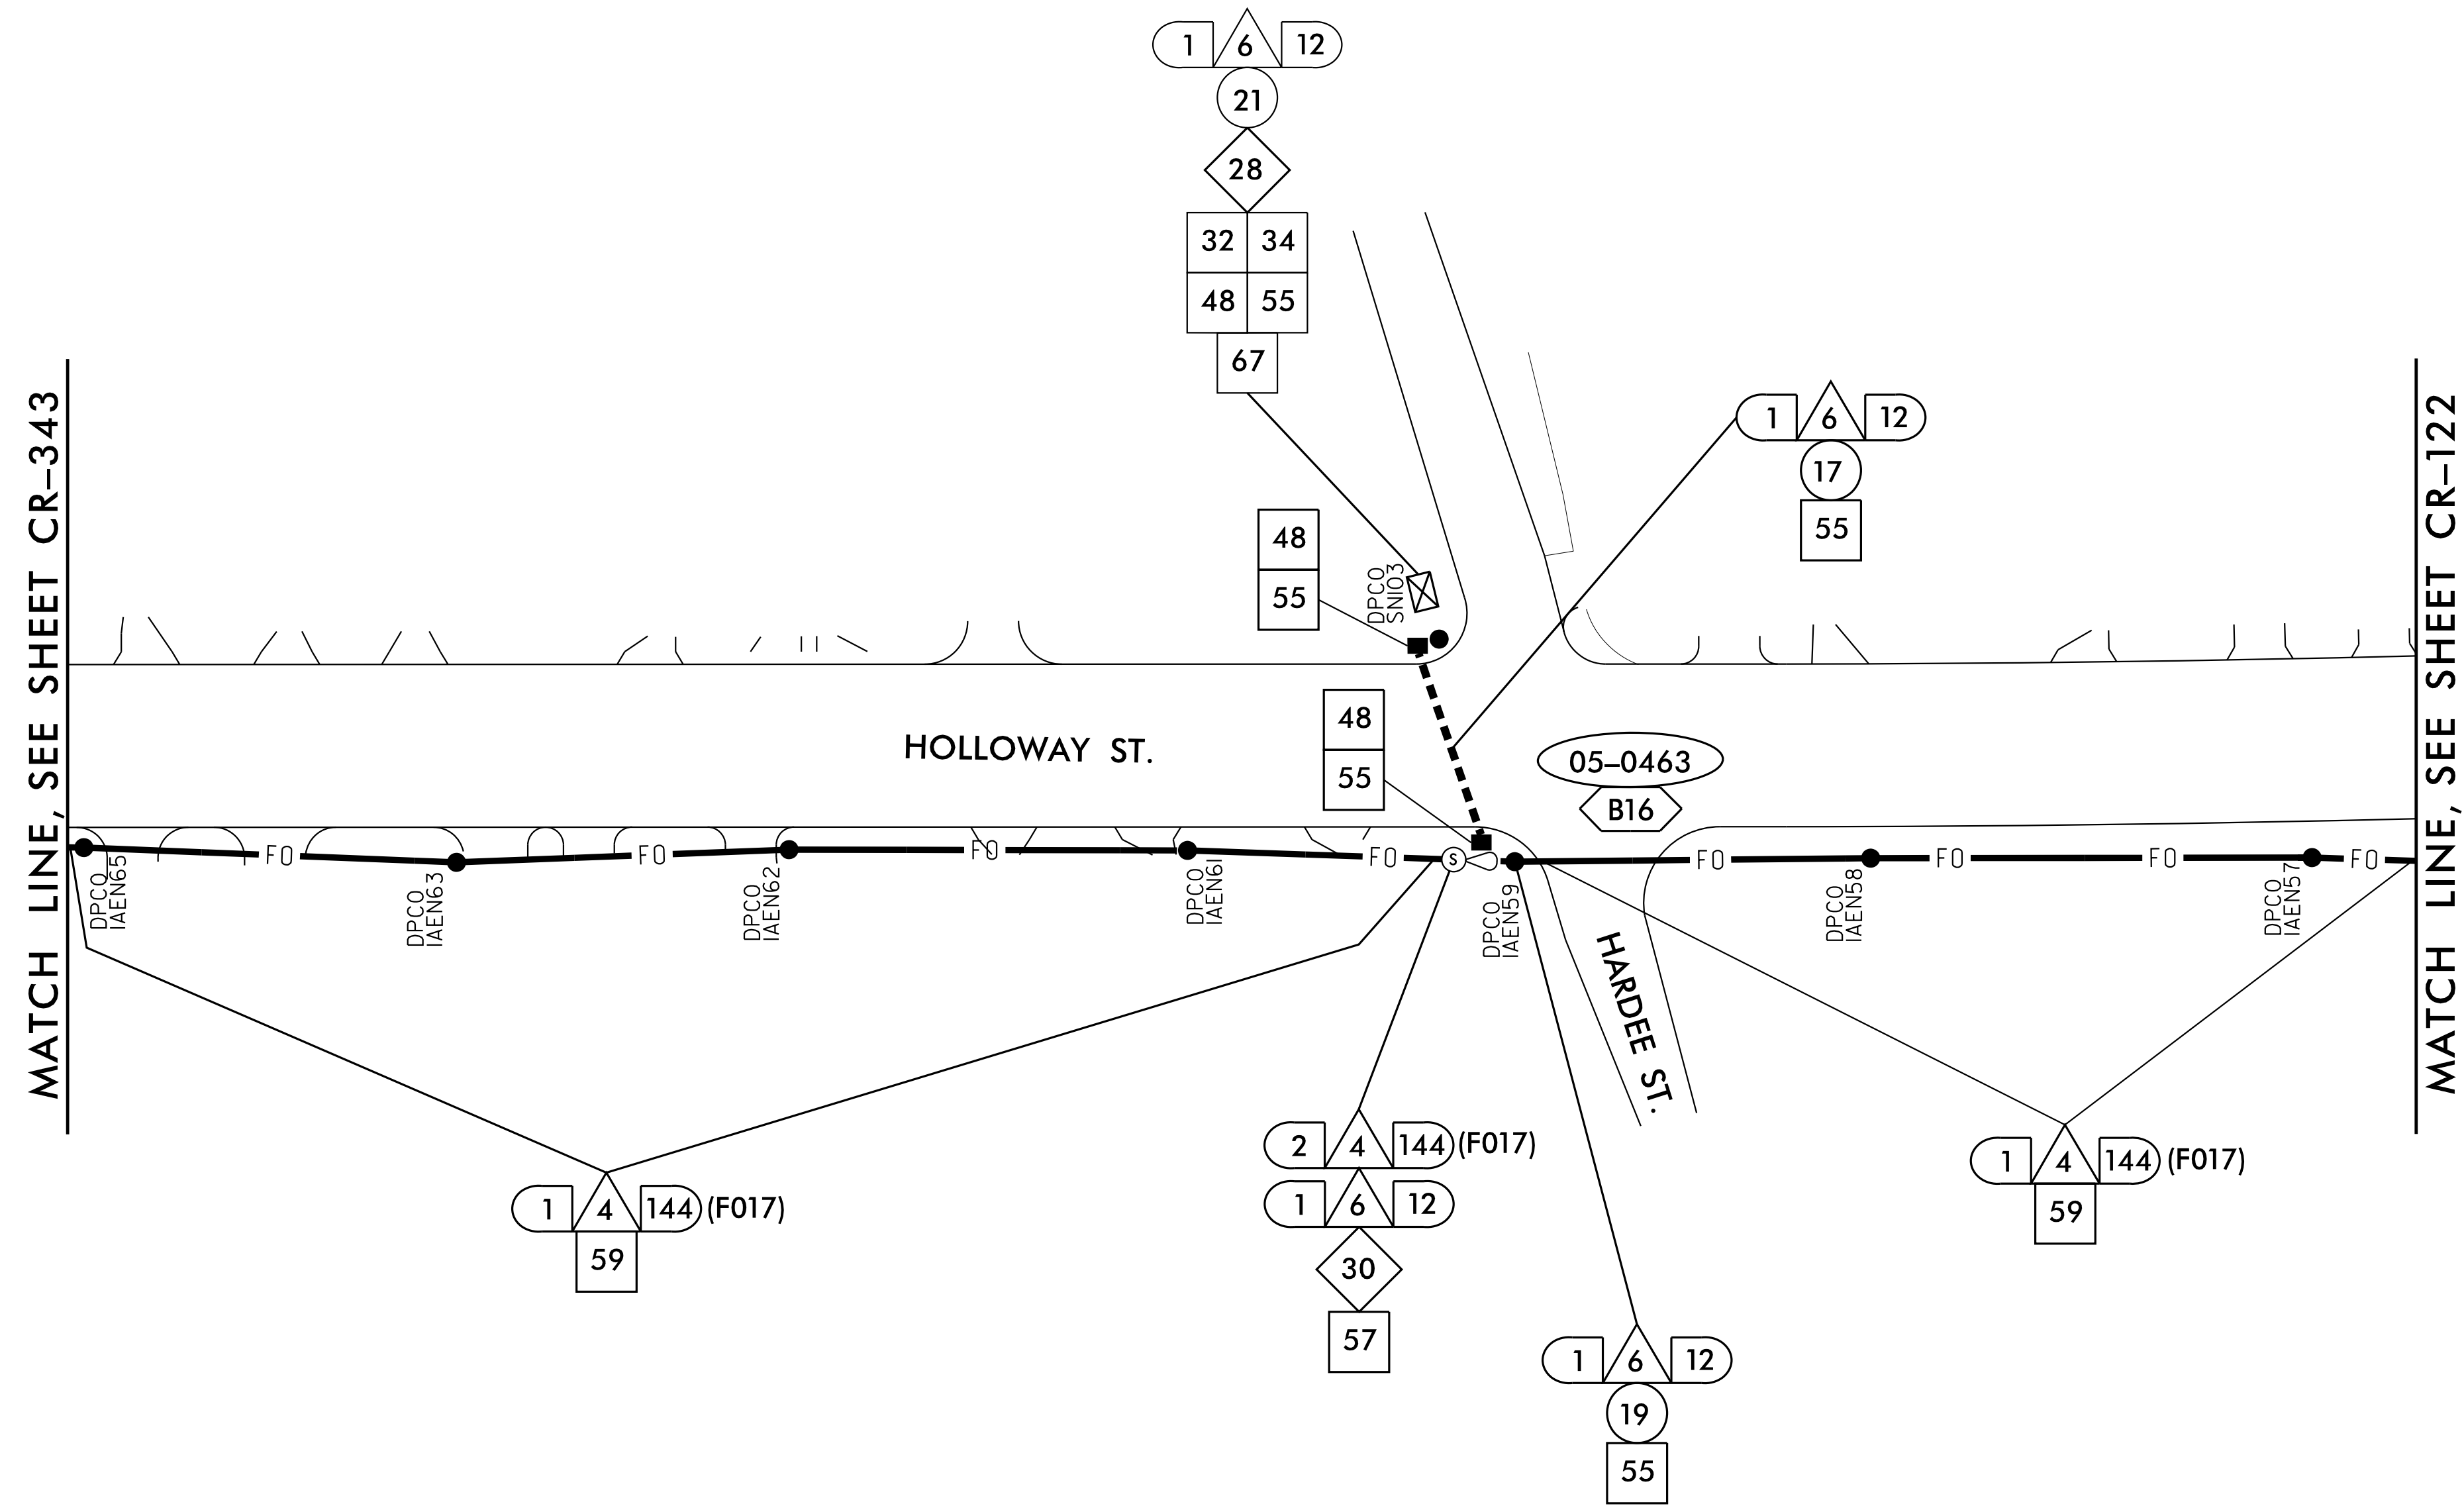 1 6 12
21
28
32 34
48 55
67
1 6 12
17
55
MATCH LINE, SEE SHEET CR–343
MATCH LINE, SEE SHEET CR–122
48
55
DPCO
SNI03
HOLLOWAY ST.
48
55
05–0463
B16
FO
FO
FO
FO
FO
FO
FO
FO
S
DPCO
IAEN65
DPCO
IAEN63
DPCO
IAEN62
DPCO
IAEN61
DPCO
IAEN59
DPCO
IAEN58
DPCO
IAEN57
HARDEE ST.
1 4 144 (F017)
59
2 4 144 (F017)
1 6 12
30
57
1 6 12
19
55
1 4 144 (F017)
59